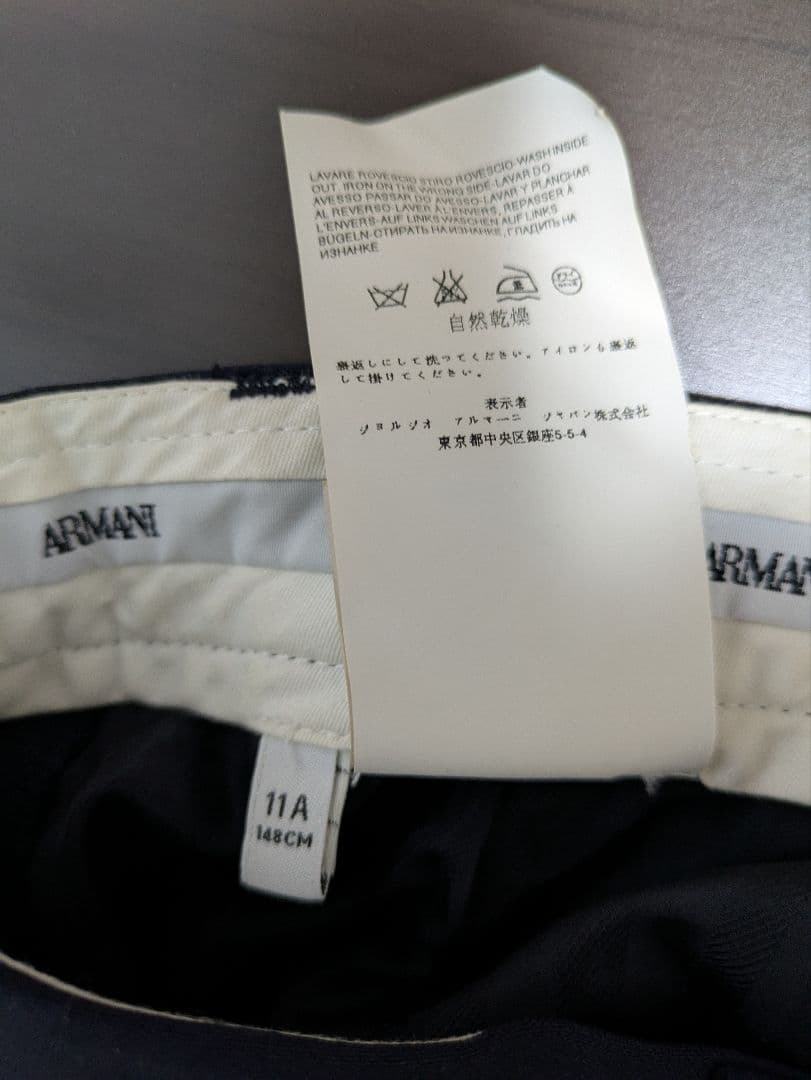 LAVARE ROVESCIO STIRO ROVESCIO-WASH INSIDE
OUT. IRON ON THE WRONG SIDE-LAVAR DO
AVESSO PASSAR DO AVESSO-LAVAR Y PLANCHAR
AL REVERSO-LAVER A L'ENVERS, REPASSER A
L'ENVERS-AUF LINKS WASCHEN AUF LINKS
BÜGELN-СТИРАТЬ НА ИЗНАНКЕ, ГЛАДИТЬ НА
ИЗНАНКЕ
自然乾燥
裏返しにして洗ってください。アイロンも裏返
して掛けてください。
表示者
ジョルジオ アルマーニ ジャパン株式会社
東京都中央区銀座5-5-4
ARMANI
ARMA
11A
148CM